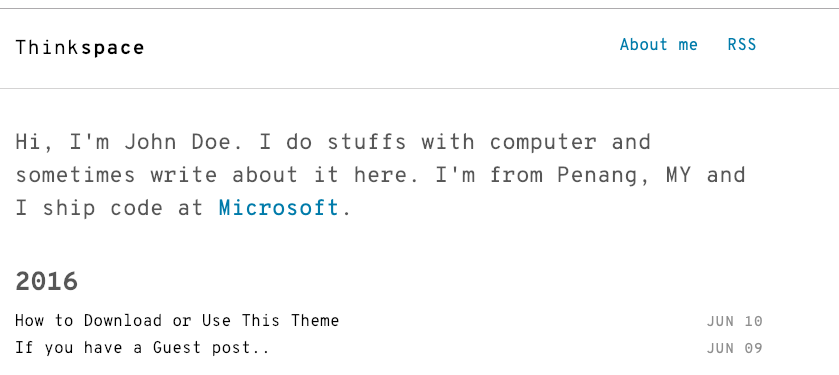 Thinkspace
About me RSS
Hi, I'm John Doe. I do stuffs with computer and
sometimes write about it here. I'm from Penang, MY and
I ship code at Microsoft.
2016
How to Download or Use This Theme JUN 10
If you have a Guest post.. JUN 09